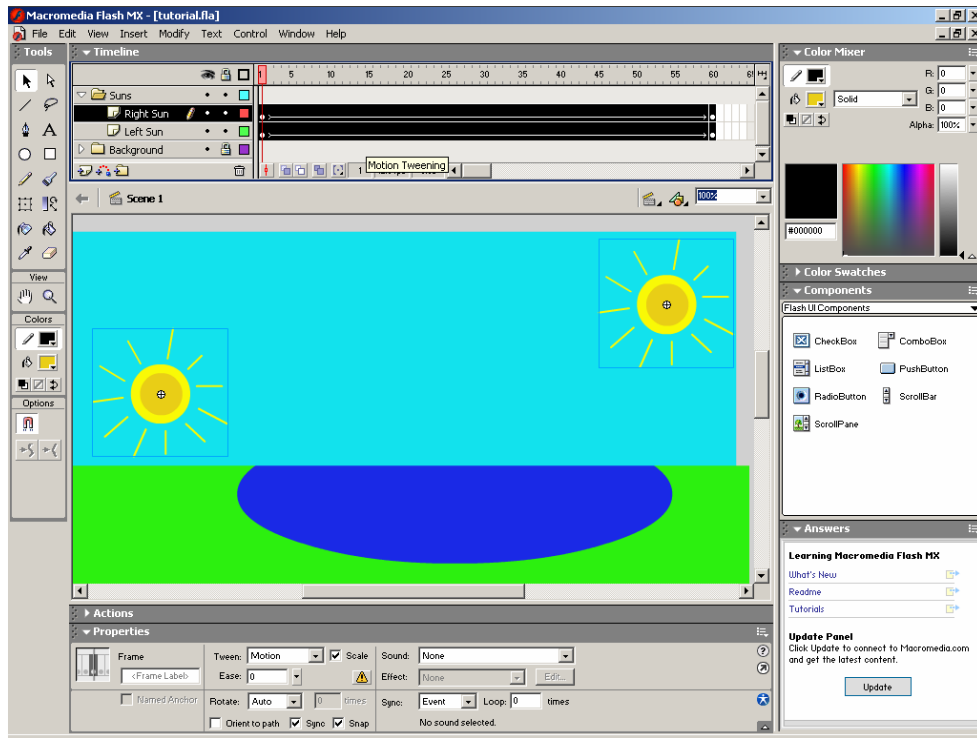 Macromedia Flash MX - [tutorial.fla]
File Edit View Insert Modify Text Control Window Help
Tools
Timeline
1 5 10 15 20 25 30 35 40 45 50 55 60
Suns
Right Sun
Left Sun
Background
1
Motion Tweening
Scene 1
100%
View
Colors
Options
Color Mixer
R: 0
G: 0
Solid
B: 0
Alpha: 100%
#000000
Color Swatches
Components
Flash UI Components
CheckBox ComboBox
ListBox PushButton
RadioButton ScrollBar
ScrollPane
Answers
Learning Macromedia Flash MX
What's New
Readme
Tutorials
Update Panel
Click Update to connect to Macromedia.com
and get the latest content.
Update
Actions
Properties
Frame Tween: Motion Scale Sound: None
<Frame Label> Ease: 0 Effect: None Edit...
Named Anchor Rotate: Auto 0 times Sync: Event Loop: 0 times
Orient to path Sync Snap No sound selected.